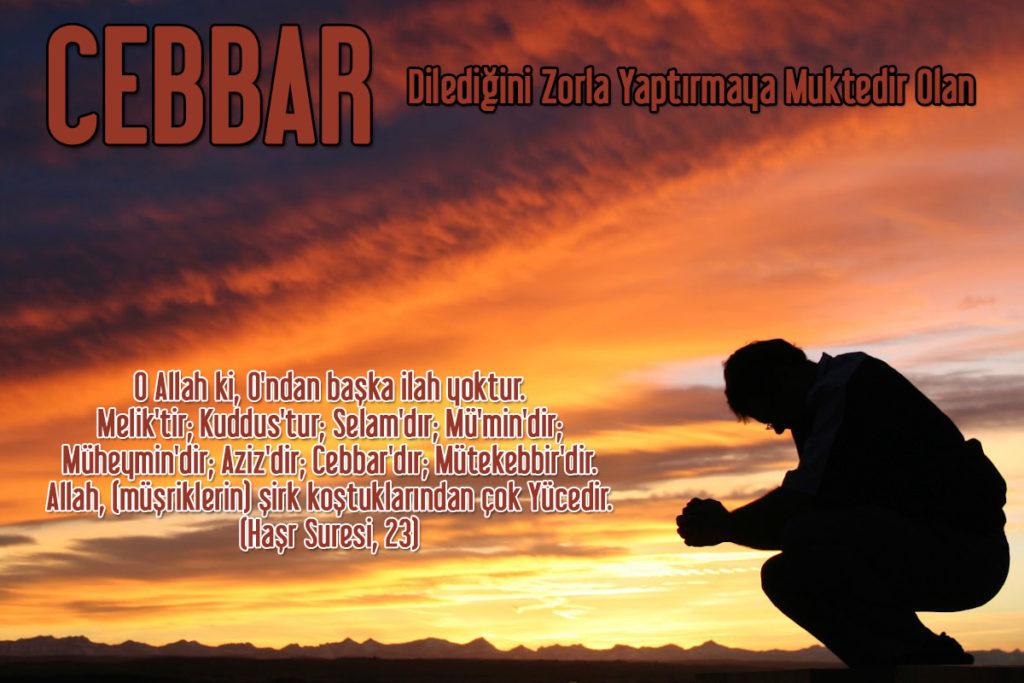 CEBBAR
Dilediğini Zorla Yaptırmaya Muktedir Olan
O Allah ki, O'ndan başka ilah yoktur.
Melik'tir; Kuddus'tur; Selam'dır; Mü'min'dir;
Müheymin'dir; Aziz'dir; Cebbar'dır; Mütekebbir'dir.
Allah, (müşriklerin) şirk koştuklarından çok Yücedir.
(Haşr Suresi, 23)